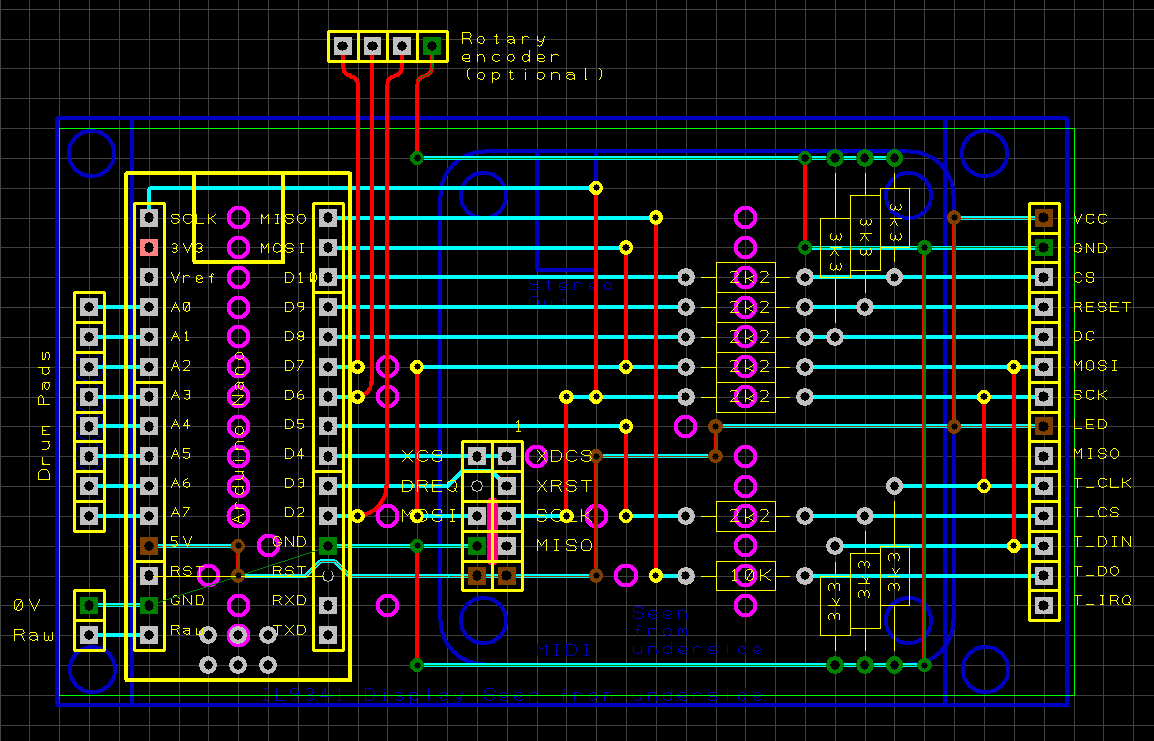 Rotary
encoder
(optional)
SCLK
3V3
Vref
A0
A1
A2
A3
A4
A5
A6
A7
5V
RST
GND
Raw
MISO
MOSI
D10
D9
D8
D7
D6
D5
D4
D3
D2
GND
RST
RXD
TXD
Drum Pads
0V
Raw
Arduino Nano
Stereo
Out
1
XCS
DREQ
MOSI
XDCS
XRST
SCLK
MISO
3K3
3K3
3K3
2K2
2K2
2K2
2K2
2K2
2K2
10K
3K3
3K3
3K3
VCC
GND
CS
RESET
DC
MOSI
SCK
LED
MISO
T_CLK
T_CS
T_DIN
T_DO
T_IRQ
Seen
from
underside
MIDI
IL9341 Display Seen from underside